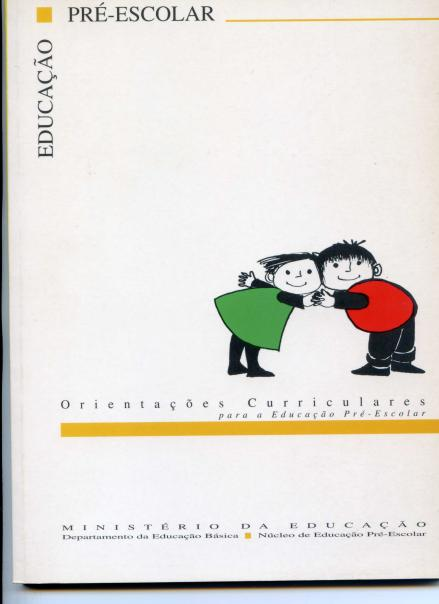 PRÉ-ESCOLAR
EDUCAÇÃO
Orientações Curriculares
para a Educação Pré-Escolar
MINISTÉRIO DA EDUCAÇÃO
Departamento da Educação Básica ■ Núcleo de Educação Pré-Escolar